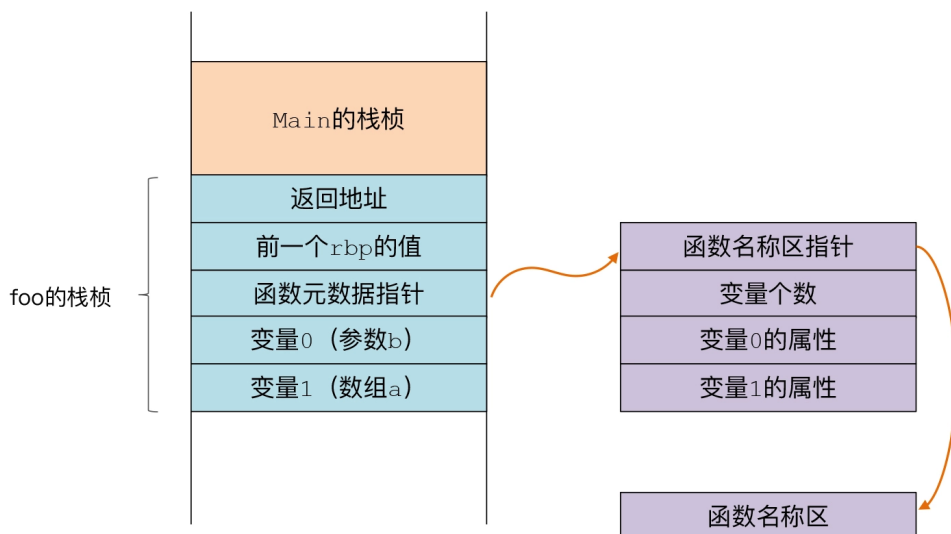 Main的栈桢
返回地址
前一个rbp的值
函数元数据指针
变量0（参数b）
变量1（数组a）
foo的栈桢
函数名称区指针
变量个数
变量0的属性
变量1的属性
函数名称区